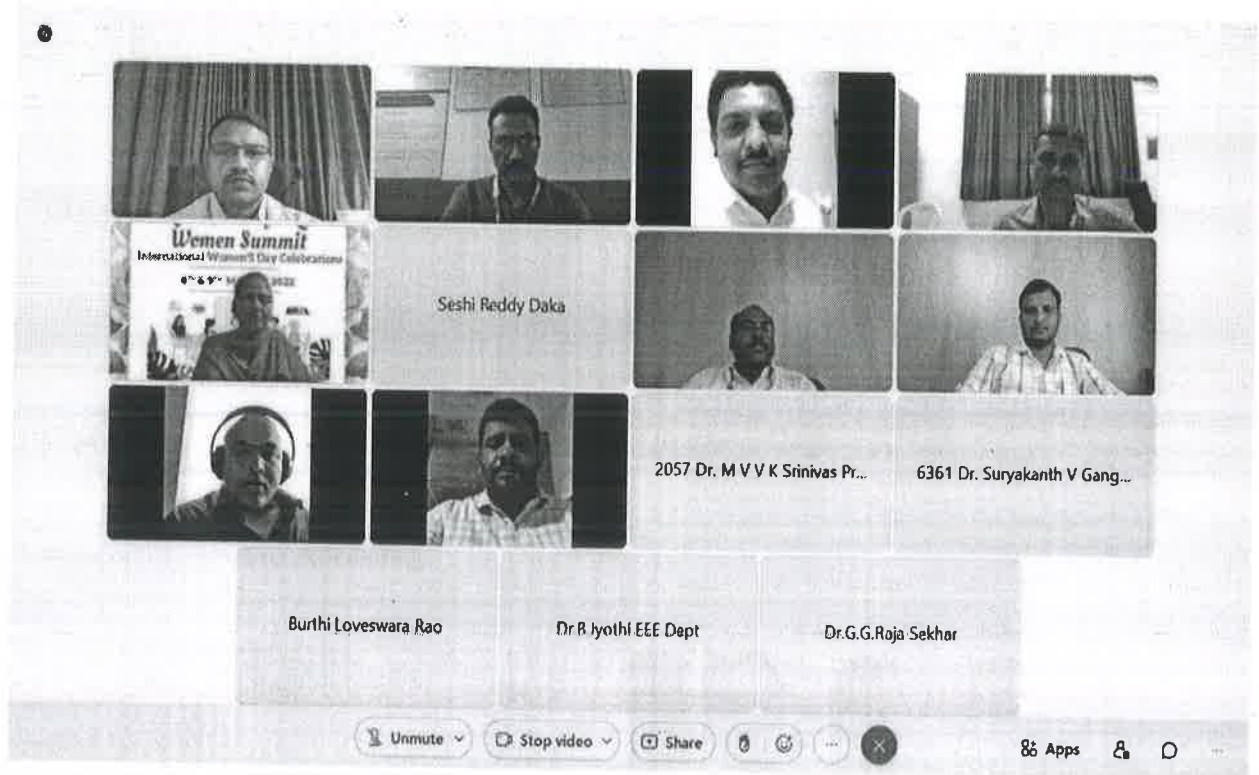 Women Summit
International Women's Day Celebrations
2022
Seshi Reddy Daka
2057 Dr. M V V K Srinivas Pr...
6361 Dr. Suryakanth V Gang...
Burthi Loveswara Rao
Dr.R Jyothi EEE Dept
Dr.G.G.Raja Sekhar
Unmute
Stop video
Share
...
Apps
...